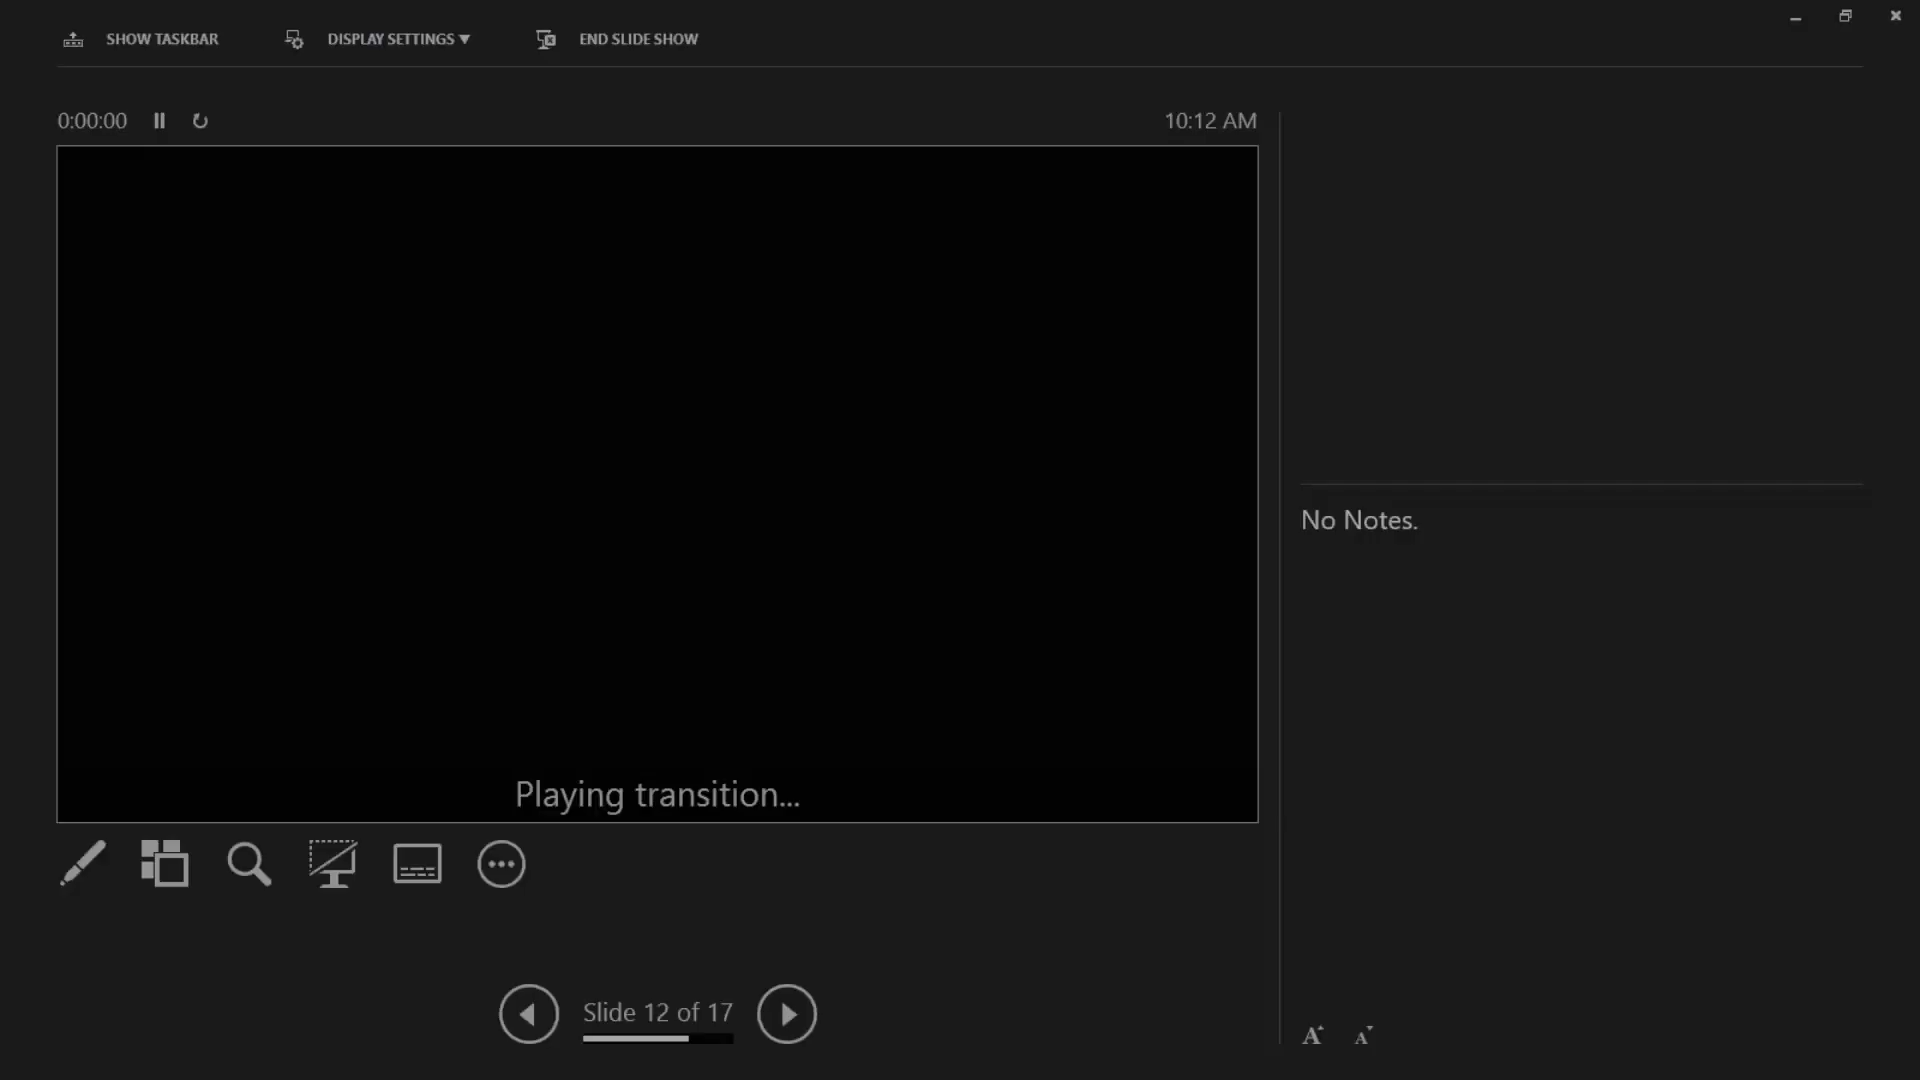 SHOW TASKBAR
DISPLAY SETTINGS ▼
END SLIDE SHOW
0:00:00
10:12 AM
Playing transition...
No Notes.
Slide 12 of 17
A A